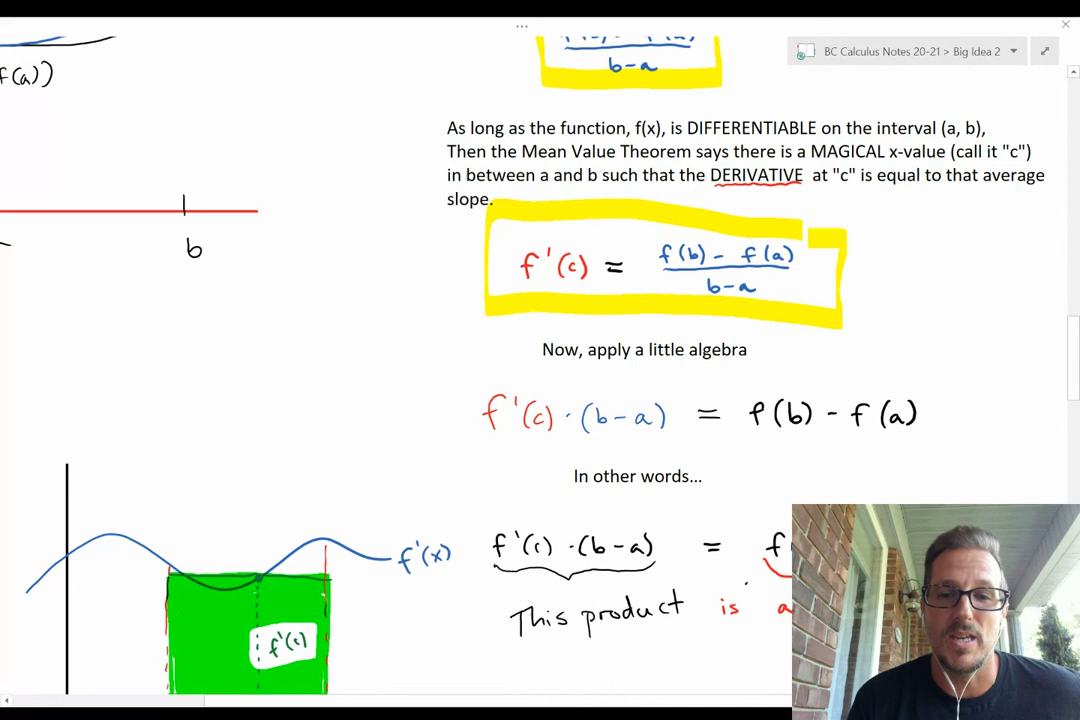 f(a))
b-a
BC Calculus Notes 20-21 > Big Idea 2
As long as the function, f(x), is DIFFERENTIABLE on the interval (a, b),
Then the Mean Value Theorem says there is a MAGICAL x-value (call it "c")
in between a and b such that the DERIVATIVE at "c" is equal to that average
slope.
b
f'(c) = f(b) - f(a)
b-a
Now, apply a little algebra
f'(c) · (b-a) = f(b) - f(a)
In other words...
f'(c) · (b-a) = f
f'(x)
This product is a
f'(c)